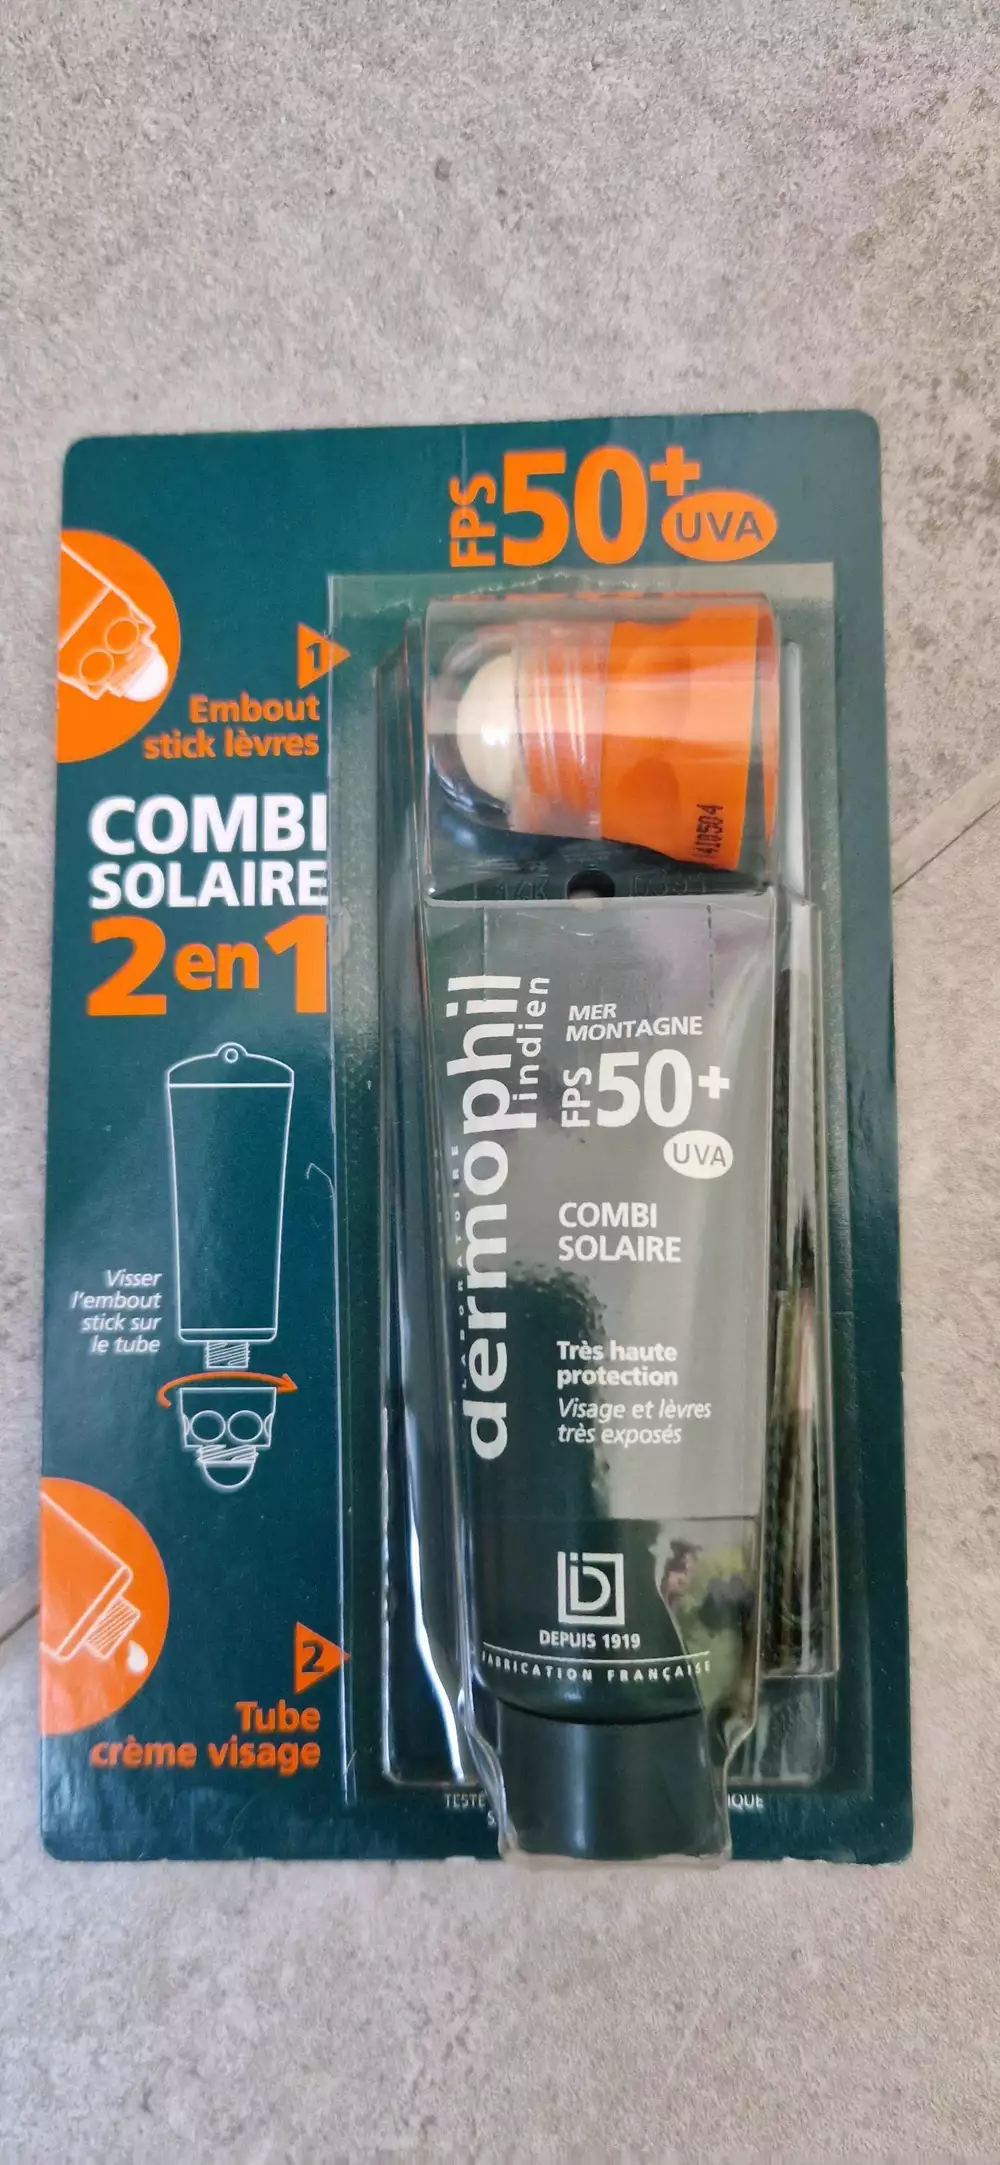 FPS 50+
UVA
1
Embout
stick lèvres
COMBI
SOLAIRE
2 en 1
Visser
l'embout
stick sur
le tube
2
Tube
crème visage
LABORATOIRE
dermophil
indien
MER
MONTAGNE
FPS 50+
UVA
COMBI
SOLAIRE
Très haute
protection
Visage et lèvres
très exposés
DEPUIS 1919
FABRICATION FRANÇAISE